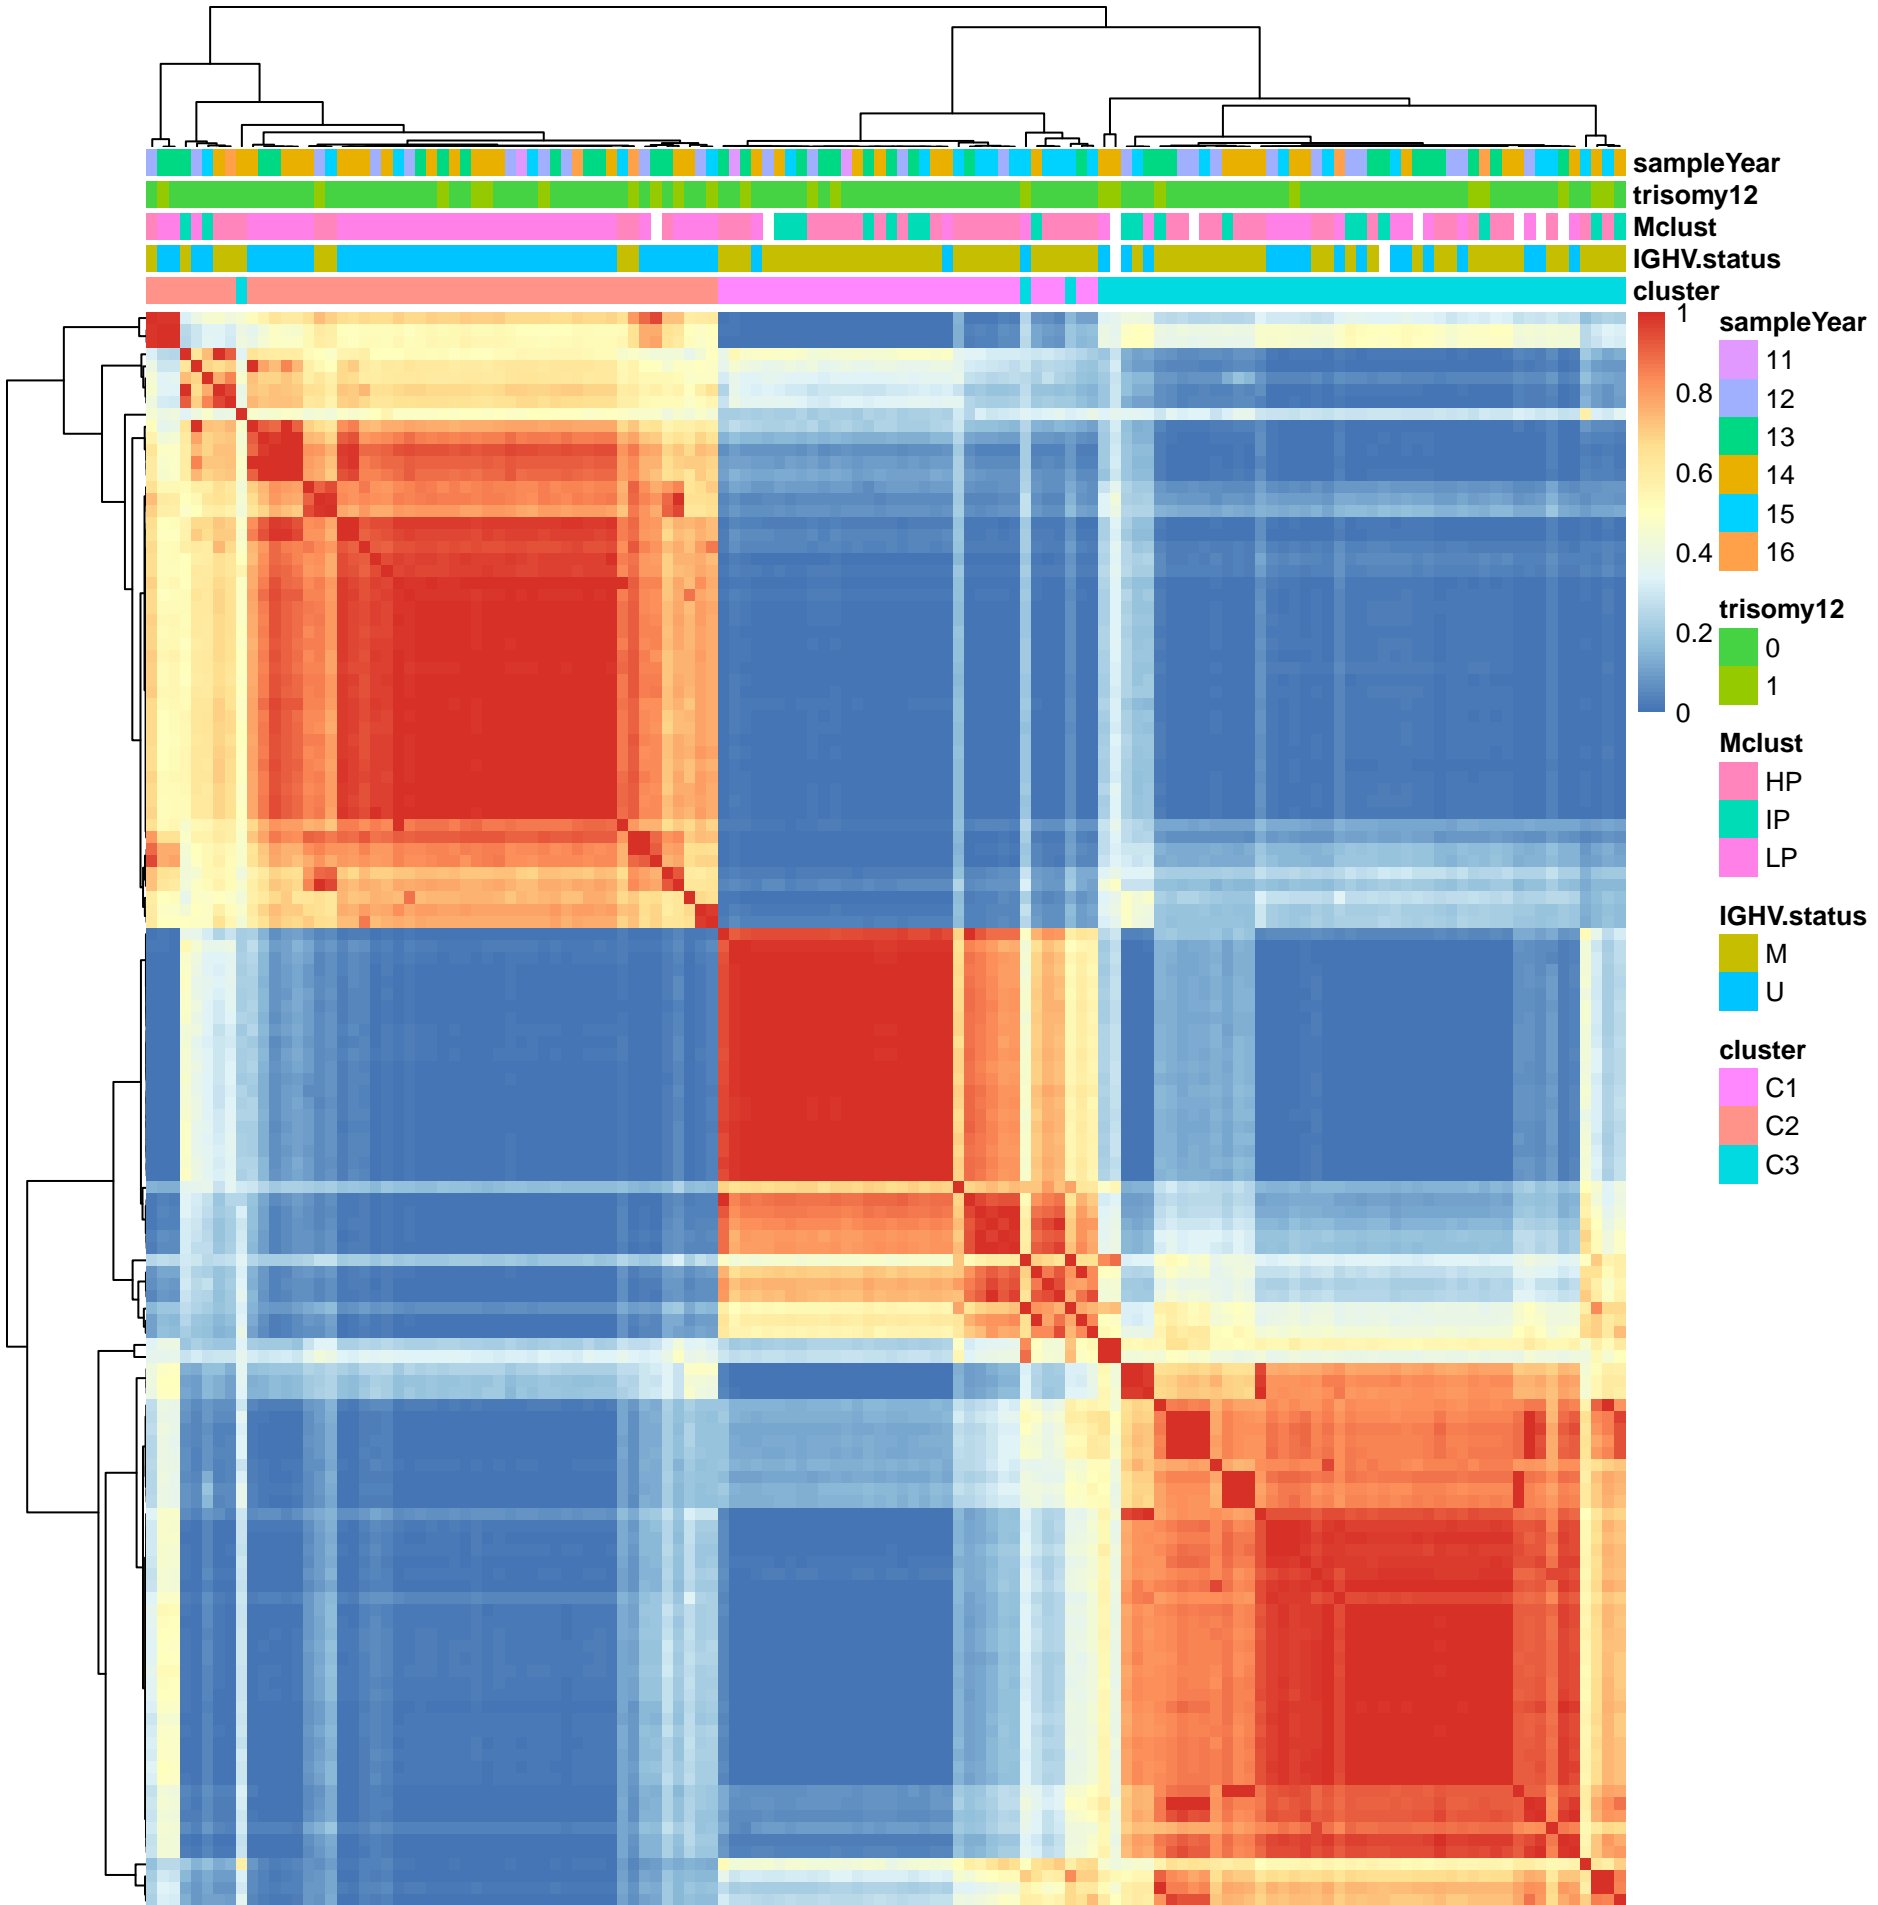 sampleYear
trisomy12
Mclust
IGHV.status
cluster
1
0.8
0.6
0.4
0.2
0
sampleYear
11
12
13
14
15
16
trisomy12
0
1
Mclust
HP
IP
LP
IGHV.status
M
U
cluster
C1
C2
C3